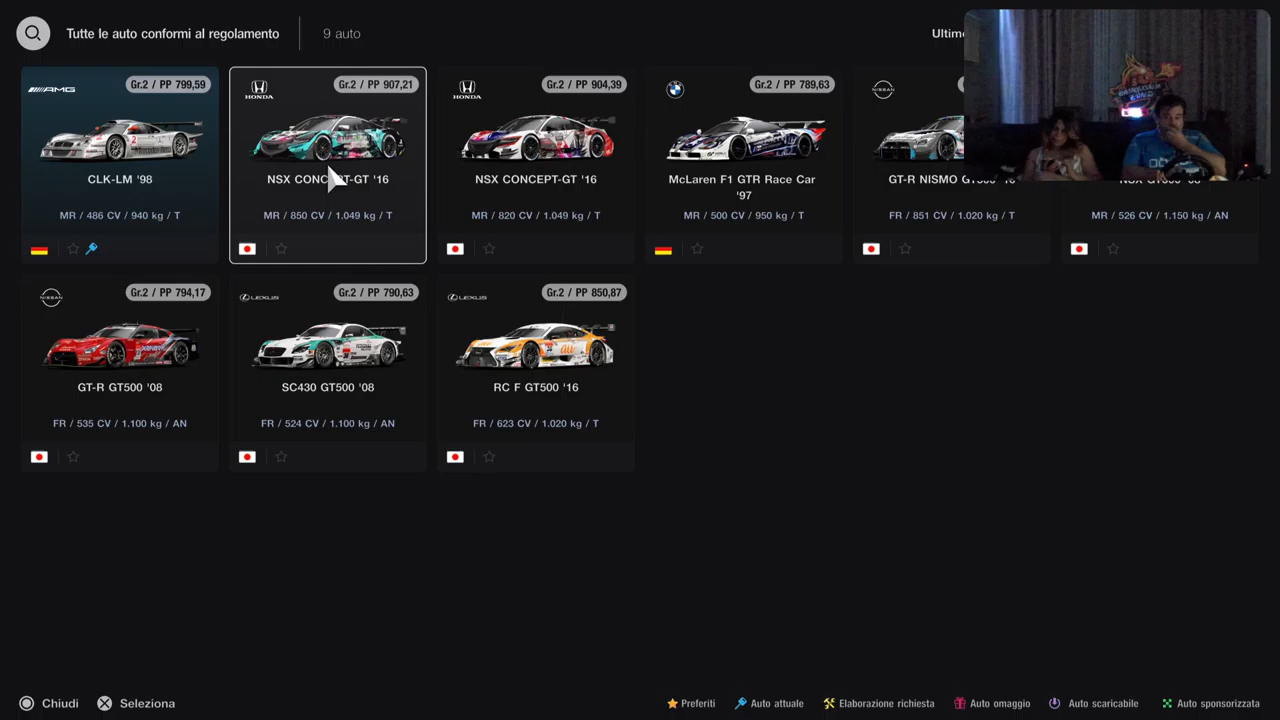 Tutte le auto conformi al regolamento
9 auto
AMG
Gr.2 / PP 799,59
CLK-LM '98
MR / 486 CV / 940 kg / T
HONDA
Gr.2 / PP 907,21
NSX CONCEPT-GT '16
MR / 850 CV / 1.049 kg / T
HONDA
Gr.2 / PP 904,39
NSX CONCEPT-GT '16
MR / 820 CV / 1.049 kg / T
Gr.2 / PP 789,63
McLaren F1 GTR Race Car
'97
MR / 500 CV / 950 kg / T
NISSAN
GT-R NISMO
FR / 851 CV / 1.020 kg / T
MR / 526 CV / 1.150 kg / AN
NISSAN
Gr.2 / PP 794,17
GT-R GT500 '08
FR / 535 CV / 1.100 kg / AN
LEXUS
Gr.2 / PP 790,63
SC430 GT500 '08
FR / 524 CV / 1.100 kg / AN
LEXUS
Gr.2 / PP 850,87
au
RC F GT500 '16
FR / 623 CV / 1.020 kg / T
Chiudi
Seleziona
Preferiti
Auto attuale
Elaborazione richiesta
Auto omaggio
Auto scaricabile
Auto sponsorizzata